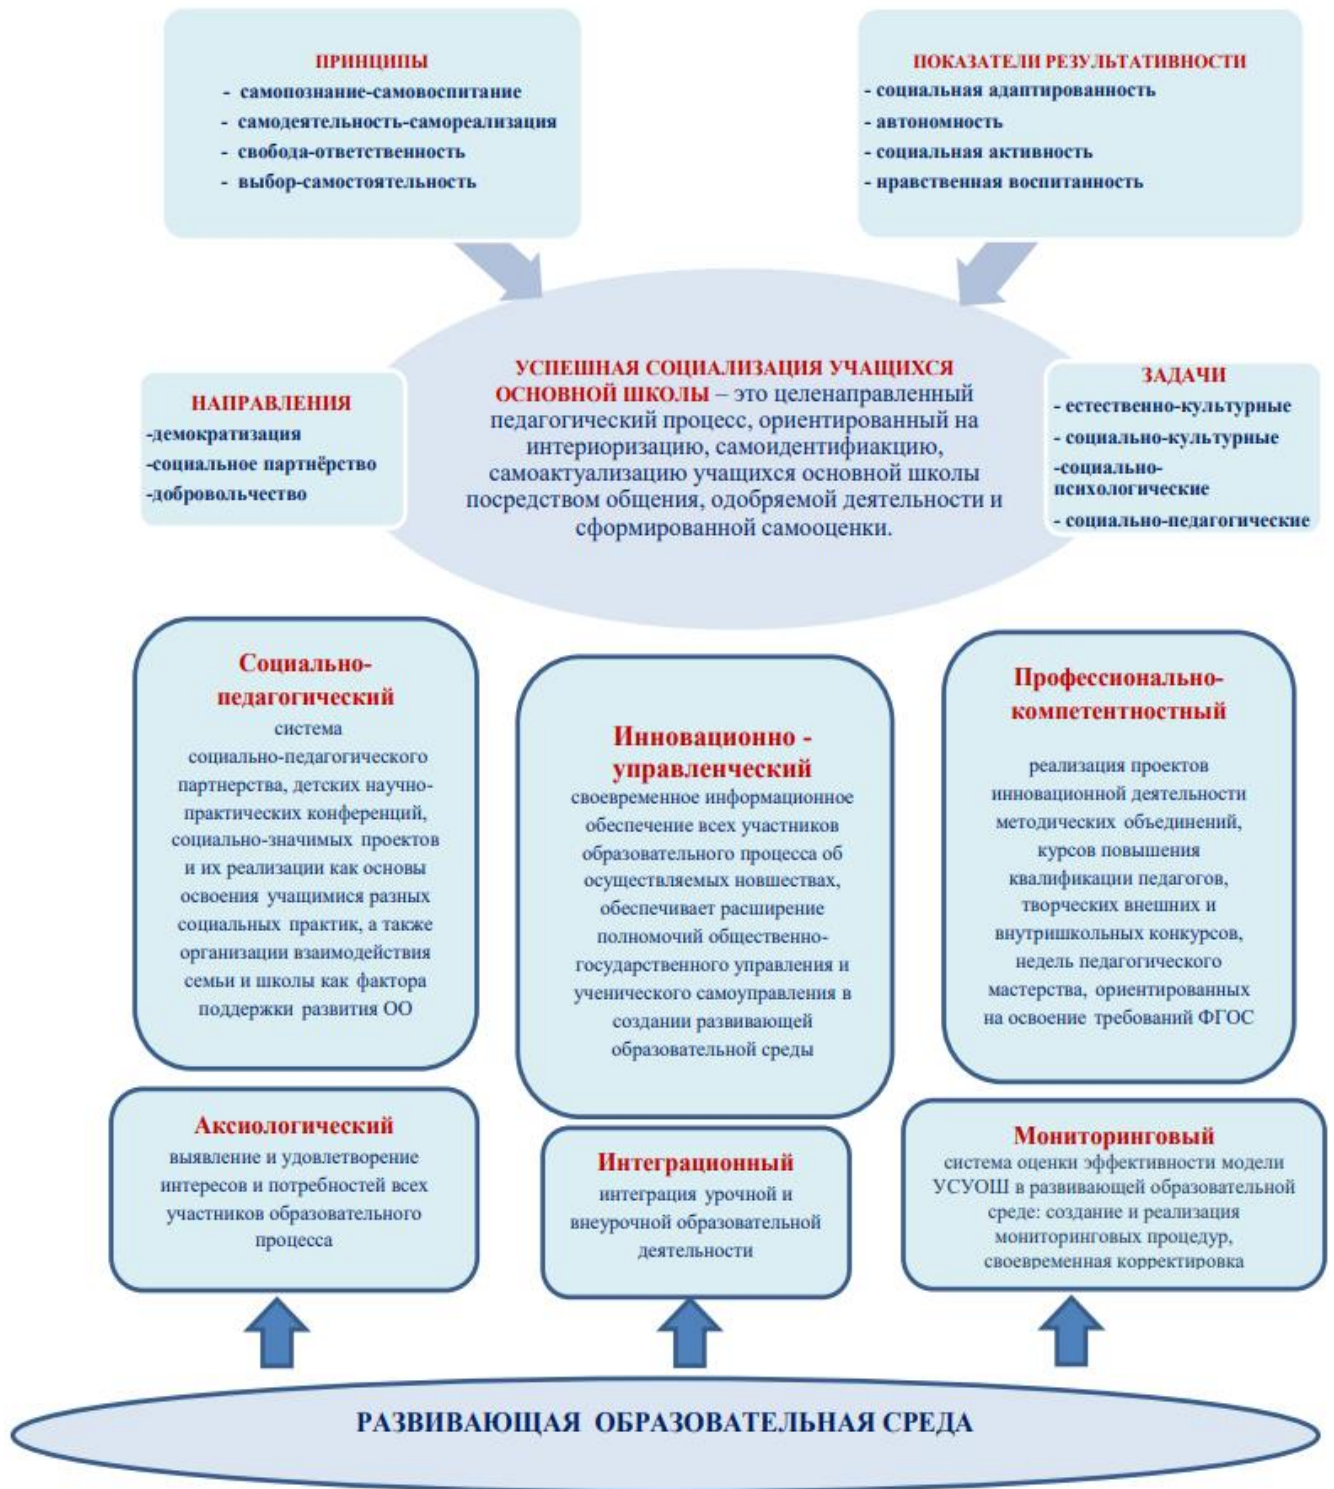 ПРИНЦИПЫ
- самопознание-самовоспитание
- самодеятельность-самореализация
- свобода-ответственность
- выбор-самостоятельность
ПОКАЗАТЕЛИ РЕЗУЛЬТАТИВНОСТИ
- социальная адаптированность
- автономность
- социальная активность
- нравственная воспитанность
НАПРАВЛЕНИЯ
-демократизация
-социальное партнёрство
-добровольчество
УСПЕШНАЯ СОЦИАЛИЗАЦИЯ УЧАЩИХСЯ
ОСНОВНОЙ ШКОЛЫ – это целенаправленный
педагогический процесс, ориентированный на
интериоризацию, самоидентифиакцию,
самоактуализацию учащихся основной школы
посредством общения, одобряемой деятельности и
сформированной самооценки.
ЗАДАЧИ
- естественно-культурные
- социально-культурные
-социально-
психологические
- социально-педагогические
Социально-
педагогический
система
социально-педагогического
партнерства, детских научно-
практических конференций,
социально-значимых проектов
и их реализации как основы
освоения учащимися разных
социальных практик, а также
организации взаимодействия
семьи и школы как фактора
поддержки развития ОО
Инновационно -
управленческий
своевременное информационное
обеспечение всех участников
образовательного процесса об
осуществляемых новшествах,
обеспечивает расширение
полномочий общественно-
государственного управления и
ученического самоуправления в
создании развивающей
образовательной среды
Профессионально-
компетентностный
реализация проектов
инновационной деятельности
методических объединений,
курсов повышения
квалификации педагогов,
творческих внешних и
внутришкольных конкурсов,
недель педагогического
мастерства, ориентированных
на освоение требований ФГОС
Аксиологический
выявление и удовлетворение
интересов и потребностей всех
участников образовательного
процесса
Интеграционный
интеграция урочной и
внеурочной образовательной
деятельности
Мониторинговый
система оценки эффективности модели
УСУОШ в развивающей образовательной
среде: создание и реализация
мониторинговых процедур,
своевременная корректировка
РАЗВИВАЮЩАЯ ОБРАЗОВАТЕЛЬНАЯ СРЕДА